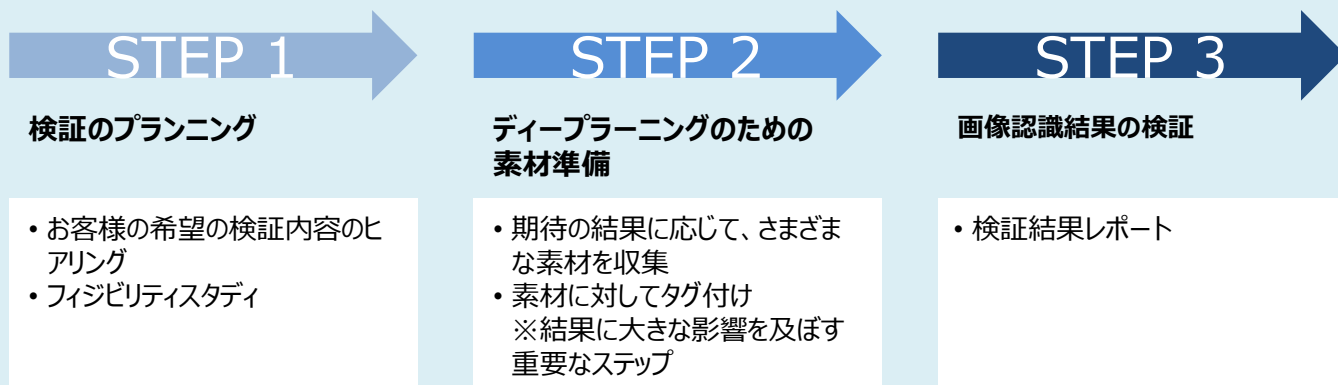 STEP 1
検証のプランニング
• お客様の希望の検証内容のヒ
アリング
• フィジビリティスタディ
STEP 2
ディープラーニングのための
素材準備
• 期待の結果に応じて、さまざま
な素材を収集
• 素材に対してタグ付け
※結果に大きな影響を及ぼす
重要なステップ
STEP 3
画像認識結果の検証
• 検証結果レポート